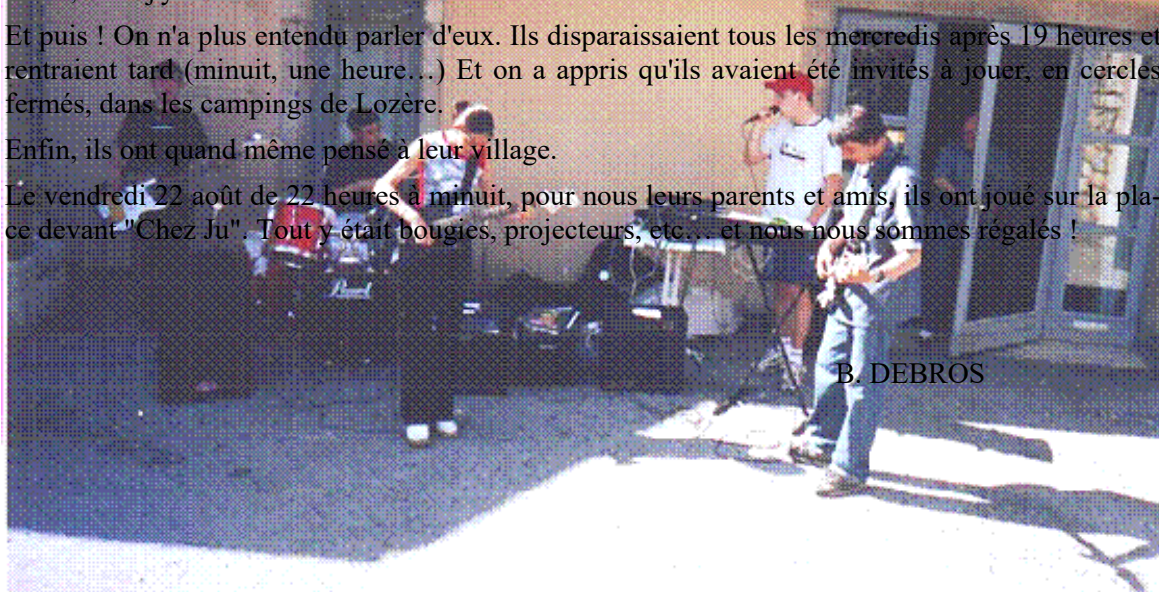 Et puis ! On n'a plus entendu parler d'eux. Ils disparaissaient tous les mercredis après 19 heures et
rentraient tard (minuit, une heure…) Et on a appris qu'ils avaient été invités à jouer, en cercles
fermés, dans les campings de Lozère.
Enfin, ils ont quand même pensé à leur village.
Le vendredi 22 août de 22 heures à minuit, pour nous leurs parents et amis, ils ont joué sur la pla-
ce devant "Chez Ju". Tout y était bougies, projecteurs, etc… et nous nous sommes régalés !
Pearl
B. DEBROS